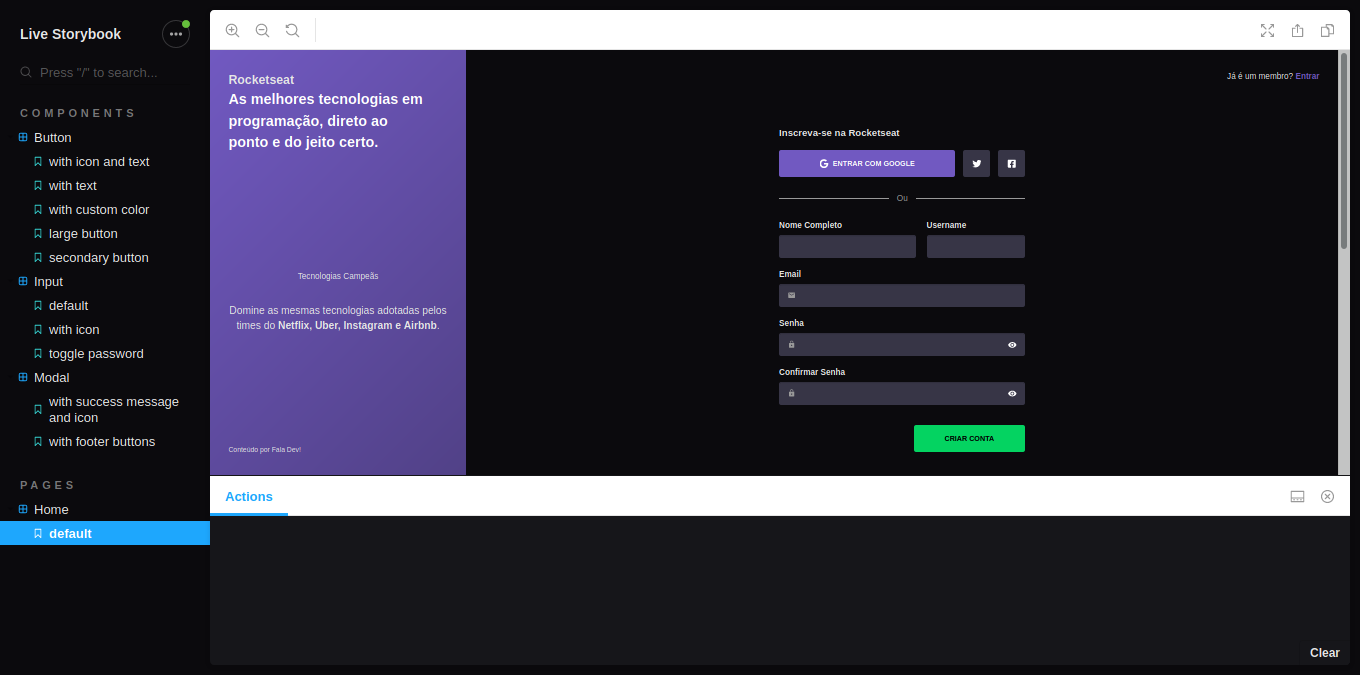 Live Storybook
Press "/" to search...
COMPONENTS
Button
with icon and text
with text
with custom color
large button
secondary button
Input
default
with icon
toggle password
Modal
with success message
and icon
with footer buttons
PAGES
Home
default
Rocketseat
As melhores tecnologias em
programação, direto ao
ponto e do jeito certo.
Tecnologias Campeãs
Domine as mesmas tecnologias adotadas pelos
times do Netflix, Uber, Instagram e Airbnb.
Conteúdo por Fala Dev!
Já é um membro? Entrar
Inscreva-se na Rocketseat
ENTRAR COM GOOGLE
Ou
Nome Completo Username
Email
Senha
Confirmar Senha
CRIAR CONTA
Actions
Clear